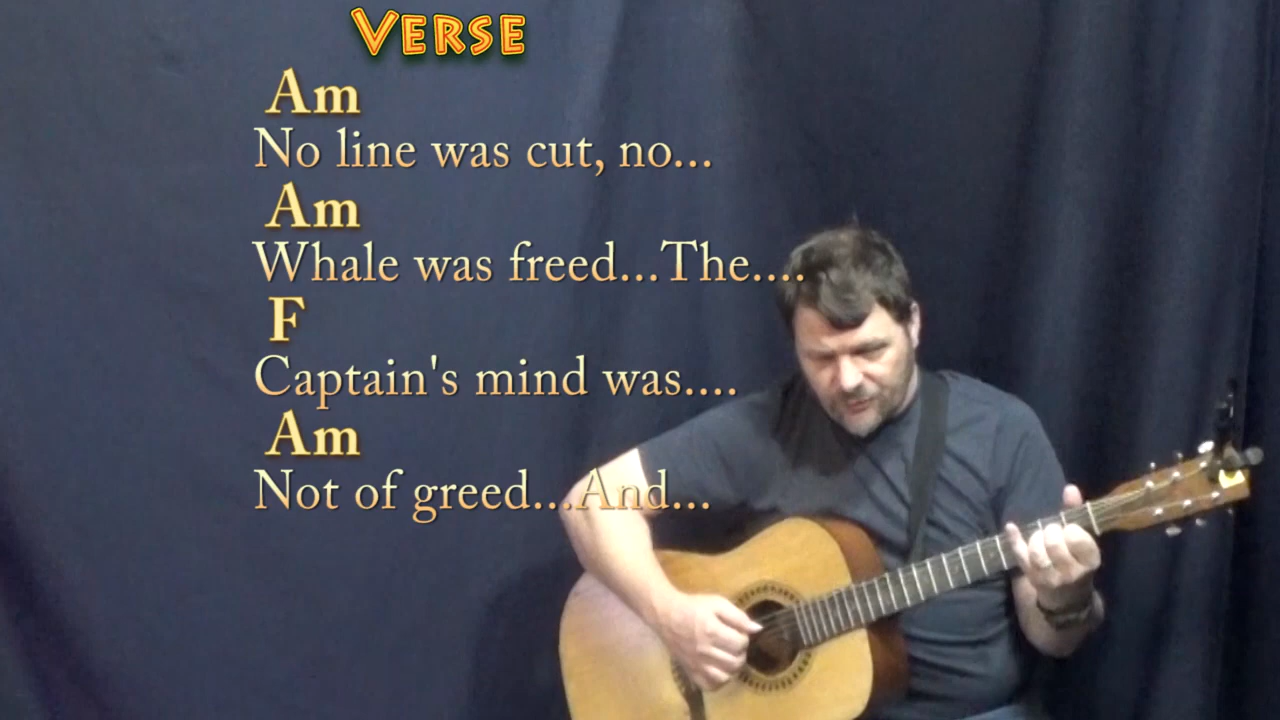 VERSE
Am
No line was cut, no...
Am
Whale was freed...The....
F
Captain's mind was....
Am
Not of greed...And...